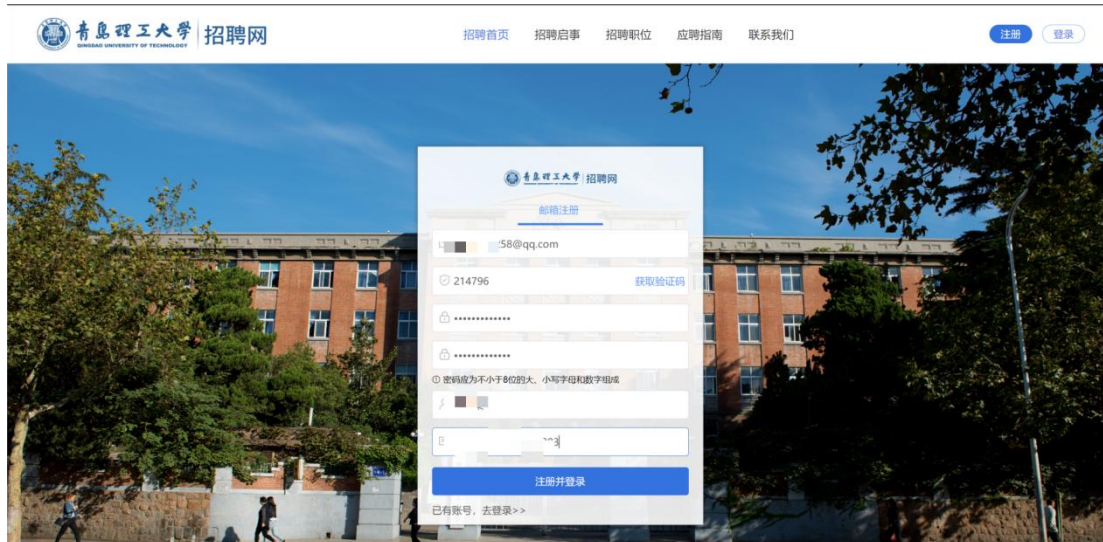 青岛理工大学 招聘网
QINGDAO UNIVERSITY OF TECHNOLOGY
招聘首页 招聘启事 招聘职位 应聘指南 联系我们
注册 登录
青岛理工大学 招聘网
邮箱注册
58@qq.com
214796 获取验证码
•••••••••••••
•••••••••••••
密码应为不小于8位的大、小写字母和数字组成
注册并登录
已有账号，去登录>>